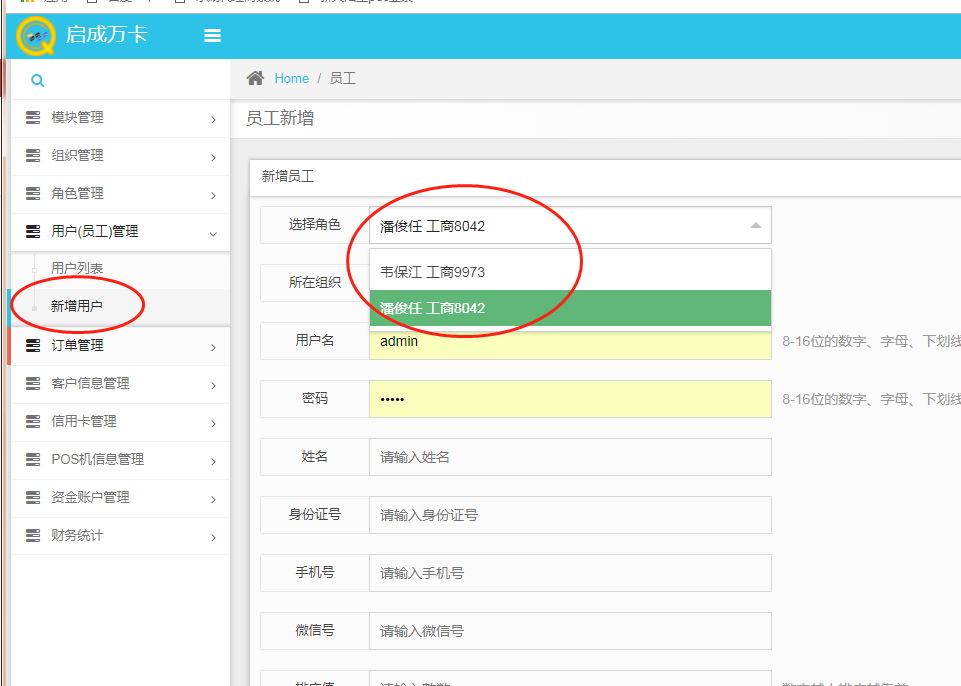 启成万卡
Home / 员工
模块管理
组织管理
角色管理
用户(员工)管理
用户列表
新增用户
订单管理
客户信息管理
信用卡管理
POS机信息管理
资金账户管理
财务统计
员工新增
新增员工
选择角色 潘俊任 工商8042
韦保江 工商9973
潘俊任 工商8042
所在组织
用户名 admin 8-16位的数字、字母、下划线
密码 ••••• 8-16位的数字、字母、下划线
姓名 请输入姓名
身份证号 请输入身份证号
手机号 请输入手机号
微信号 请输入微信号